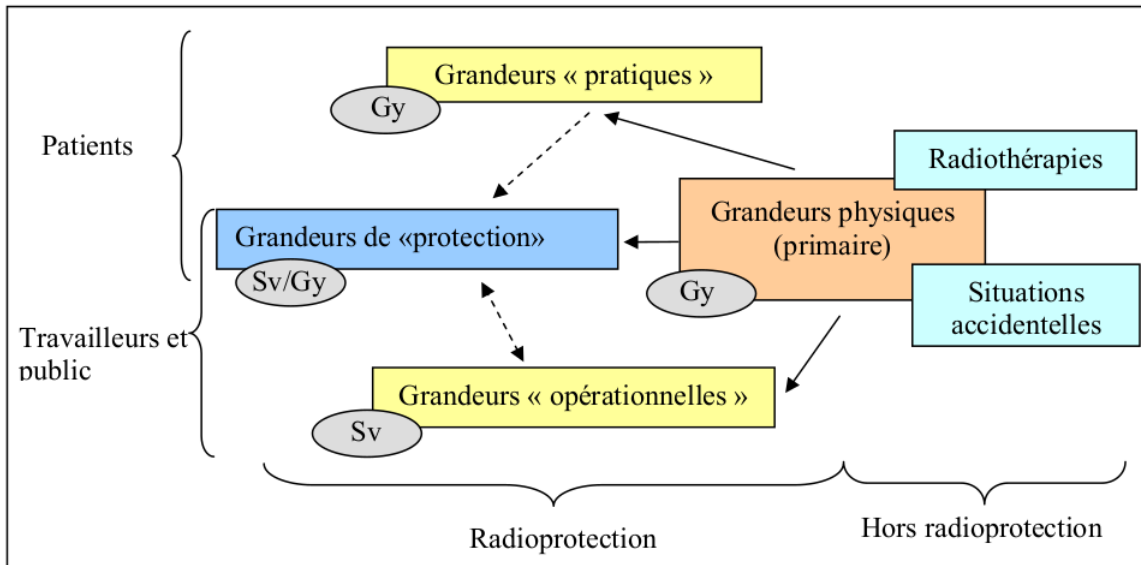 Grandeurs « pratiques »
Gy
Patients
Radiothérapies
Grandeurs physiques
(primaire)
Grandeurs de «protection»
Sv/Gy
Gy
Situations
accidentelles
Travailleurs et
public
Grandeurs « opérationnelles »
Sv
Radioprotection
Hors radioprotection